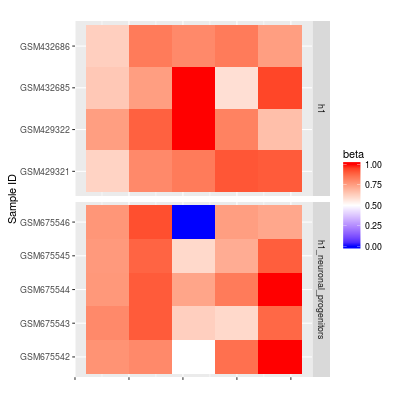 GSM432686
GSM432685
GSM429322
GSM429321
h1
GSM675546
GSM675545
GSM675544
GSM675543
GSM675542
h1_neuronal_progenitors
Sample ID
beta
1.00
0.75
0.50
0.25
0.00